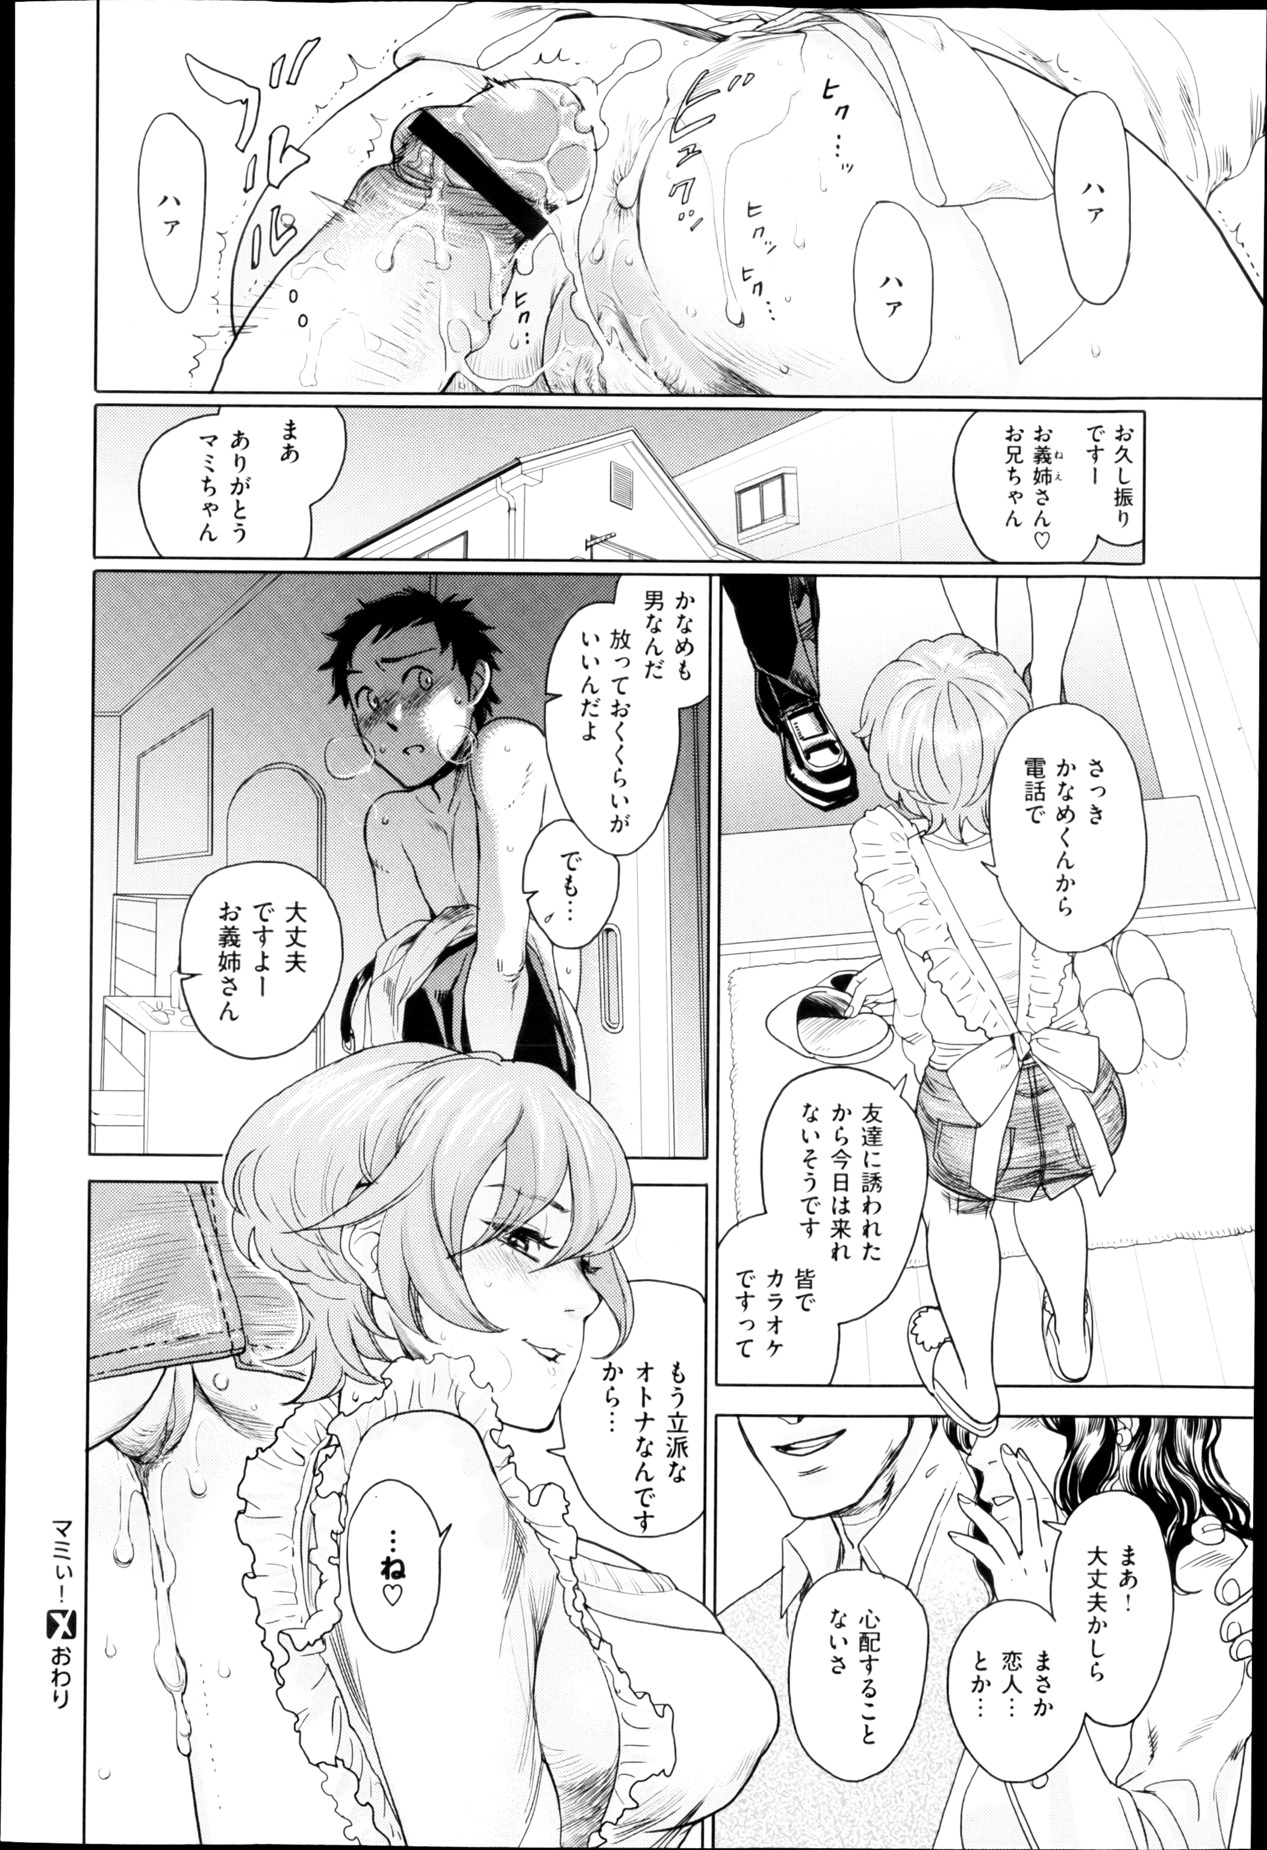 ブルルッ
ハァ
ビュクッ
ヒク…ッ
ヒクッ
ヒク…
ヒク…
ハァ
ハァ
お久し振り
ですー
お義姉さん♡
ねえ
お兄ちゃん
まあ
ありがとう
マミちゃん
さっき
かなめくんから
電話で
友達に誘われた
から今日は来れ
ないそうです
皆で
カラオケ
ですって
まあ!
大丈夫かしら
まさか
恋人…
とか…
心配すること
ないさ
かなめも
男なんだ
放っておくくらいが
いいんだよ
でも…
大丈夫
ですよー
お義姉さん
もう立派な
オトナなんです
から…
…ね♡
マミい! X おわり